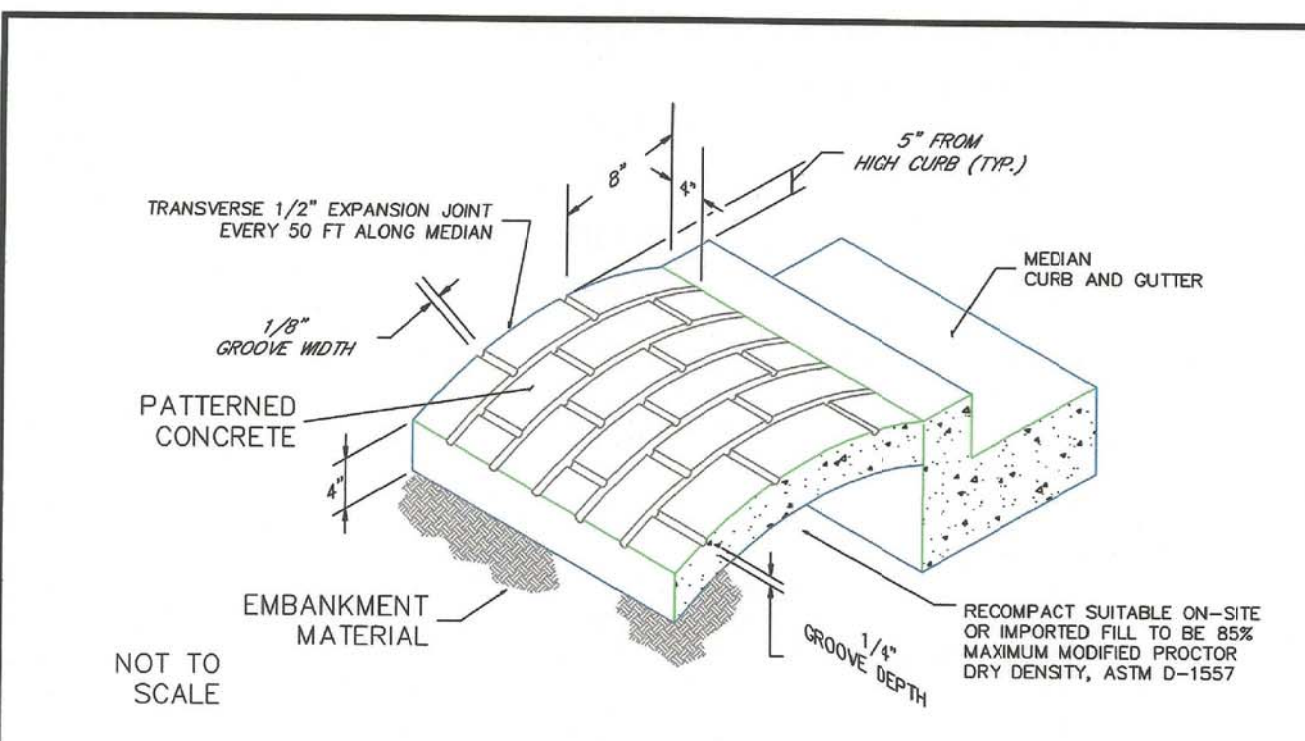 5" FROM
HIGH CURB (TYP.)
8"
4"
TRANSVERSE 1/2" EXPANSION JOINT
EVERY 50 FT ALONG MEDIAN
MEDIAN
CURB AND GUTTER
1/8"
GROOVE WIDTH
PATTERNED
CONCRETE
4"
EMBANKMENT
MATERIAL
1/4"
GROOVE DEPTH
RECOMPACT SUITABLE ON-SITE
OR IMPORTED FILL TO BE 85%
MAXIMUM MODIFIED PROCTOR
DRY DENSITY, ASTM D-1557
NOT TO
SCALE